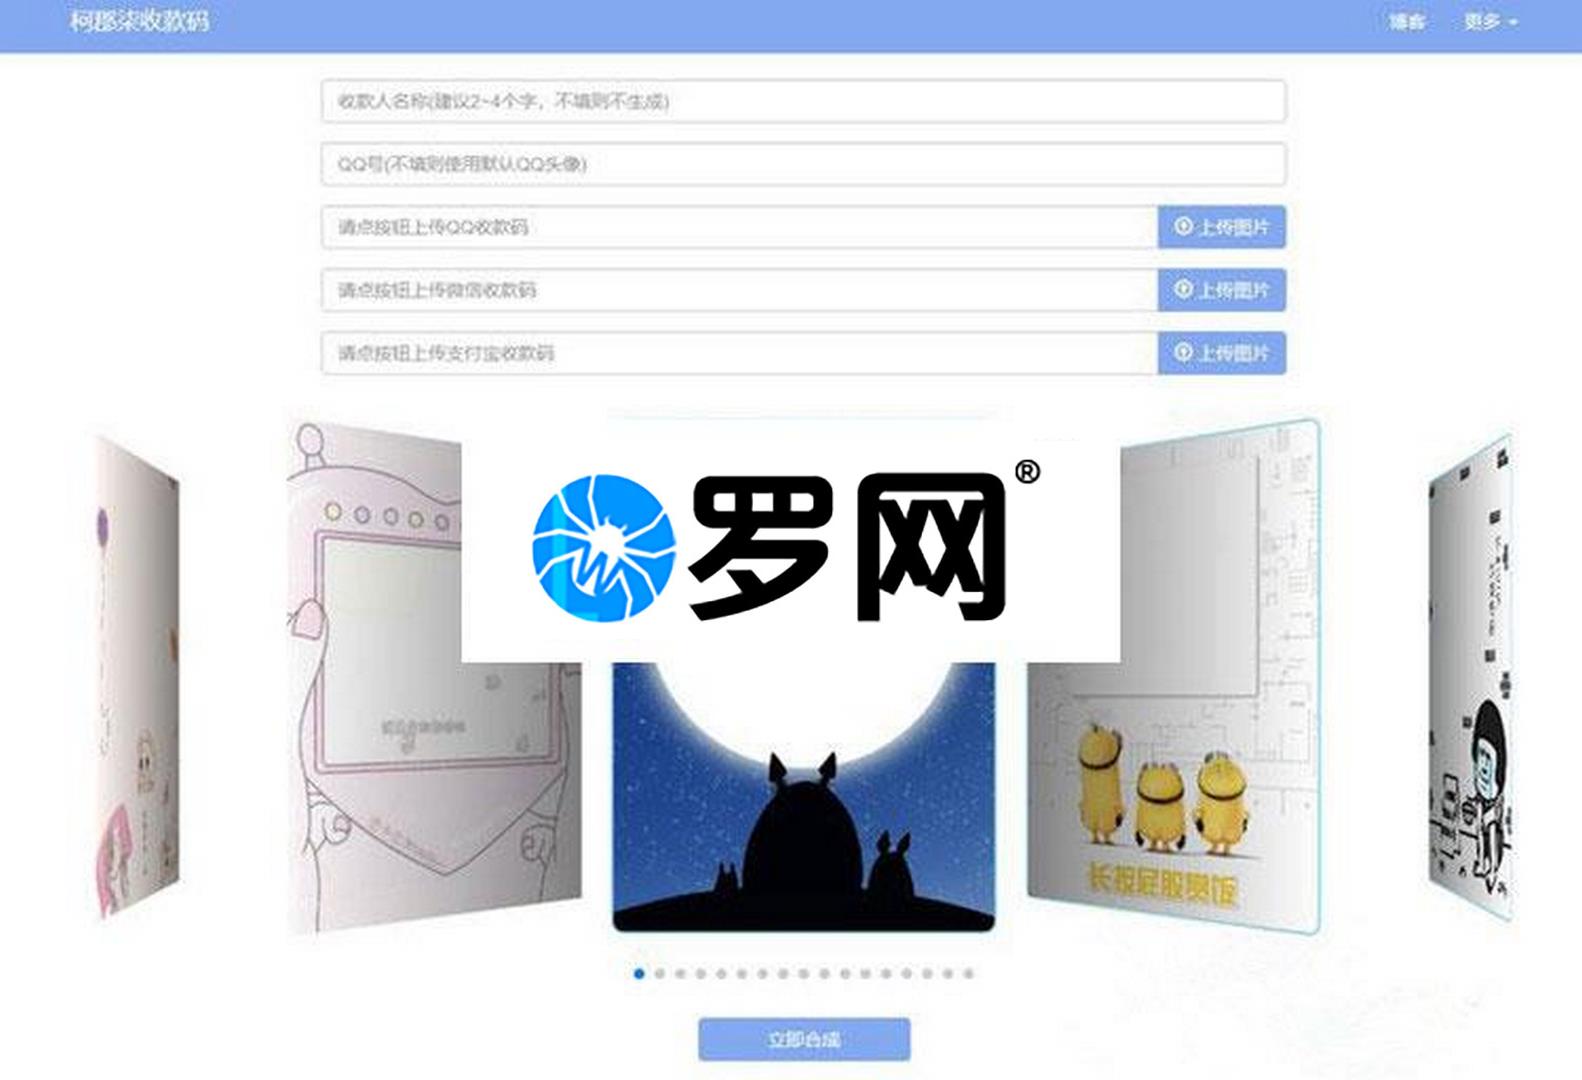 柯郡柒收款码
博客 更多
收款人名称(建议2~4个字，不填则不生成)
QQ号(不填则使用默认QQ头像)
请点按钮上传QQ收款码 上传图片
请点按钮上传微信收款码 上传图片
请点按钮上传支付宝收款码 上传图片
罗网®
长按屁股奥饭
立即合成